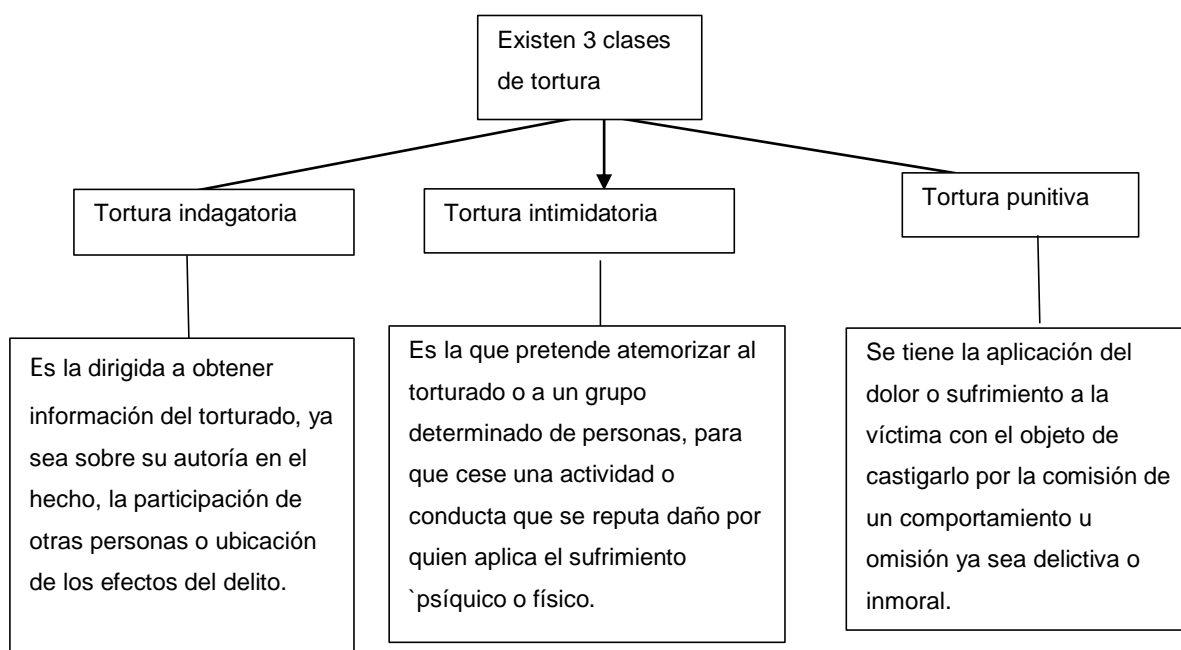 Existen 3 clases
de tortura
Tortura indagatoria
Tortura intimidatoria
Tortura punitiva
Es la dirigida a obtener
información del torturado, ya
sea sobre su autoría en el
hecho, la participación de
otras personas o ubicación
de los efectos del delito.
Es la que pretende atemorizar al
torturado o a un grupo
determinado de personas, para
que cese una actividad o
conducta que se reputa daño por
quien aplica el sufrimiento
`psíquico o físico.
Se tiene la aplicación del
dolor o sufrimiento a la
víctima con el objeto de
castigarlo por la comisión de
un comportamiento u
omisión ya sea delictiva o
inmoral.